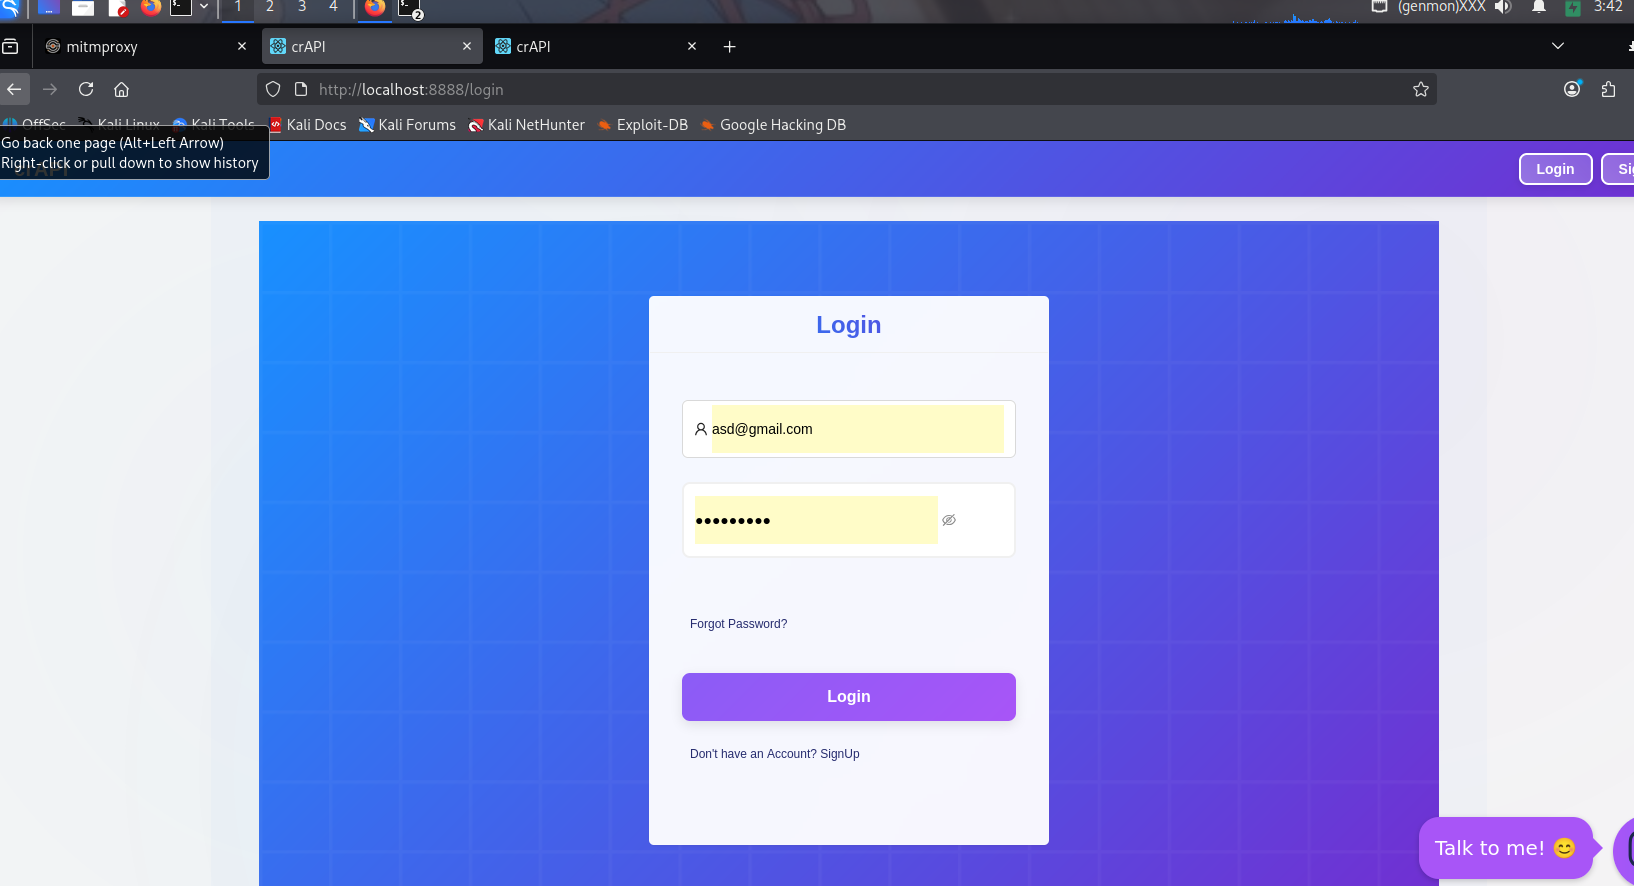 1 2 3 4
2
(genmon)XXX
3:42
mitmproxy
crAPI
crAPI
http://localhost:8888/login
OffSec
Kali Linux
Kali Tools
Kali Docs
Kali Forums
Kali NetHunter
Exploit-DB
Google Hacking DB
Go back one page (Alt+Left Arrow)
Right-click or pull down to show history
crAPI
Login
Login
asd@gmail.com
•••••••••
Forgot Password?
Login
Don't have an Account? SignUp
Talk to me! 😊